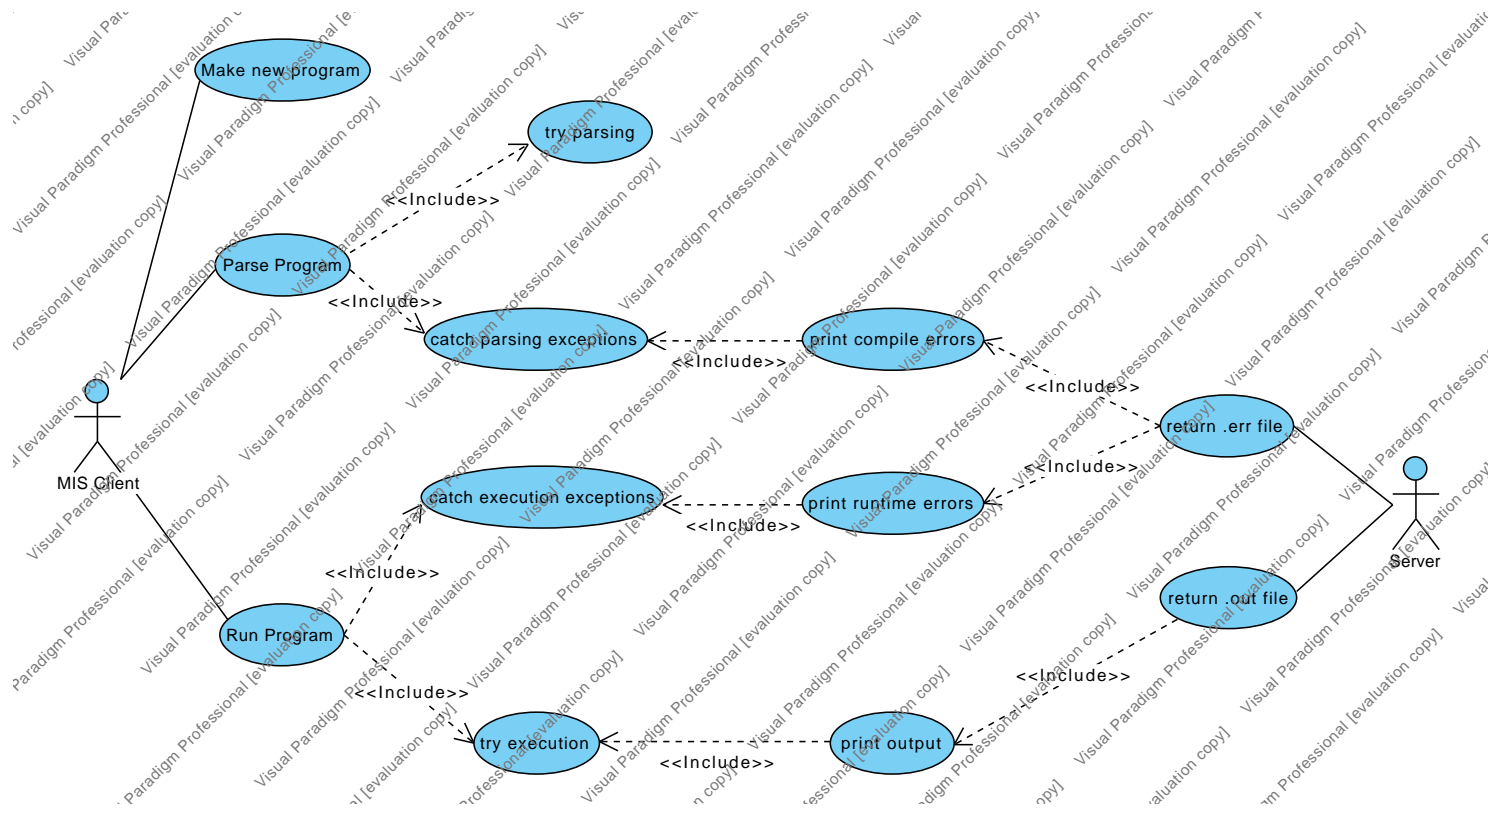 Make new program
try parsing
<<Include>>
Parse Program
<<Include>>
catch parsing exceptions
print compile errors
<<Include>>
<<Include>>
return .err file
MIS Client
<<Include>>
catch execution exceptions
print runtime errors
<<Include>>
Server
<<Include>>
return .out file
Run Program
<<Include>>
<<Include>>
try execution
print output
<<Include>>
Visual Paradigm Professional [evaluation copy]